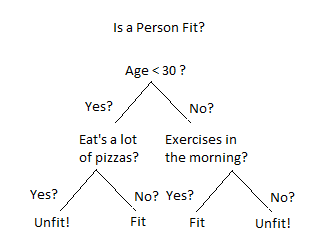 Is a Person Fit?
Age < 30 ?
Yes?
No?
Eat's a lot
of pizzas?
Exercises in
the morning?
Yes?
No?
Yes?
No?
Unfit!
Fit
Fit
Unfit!